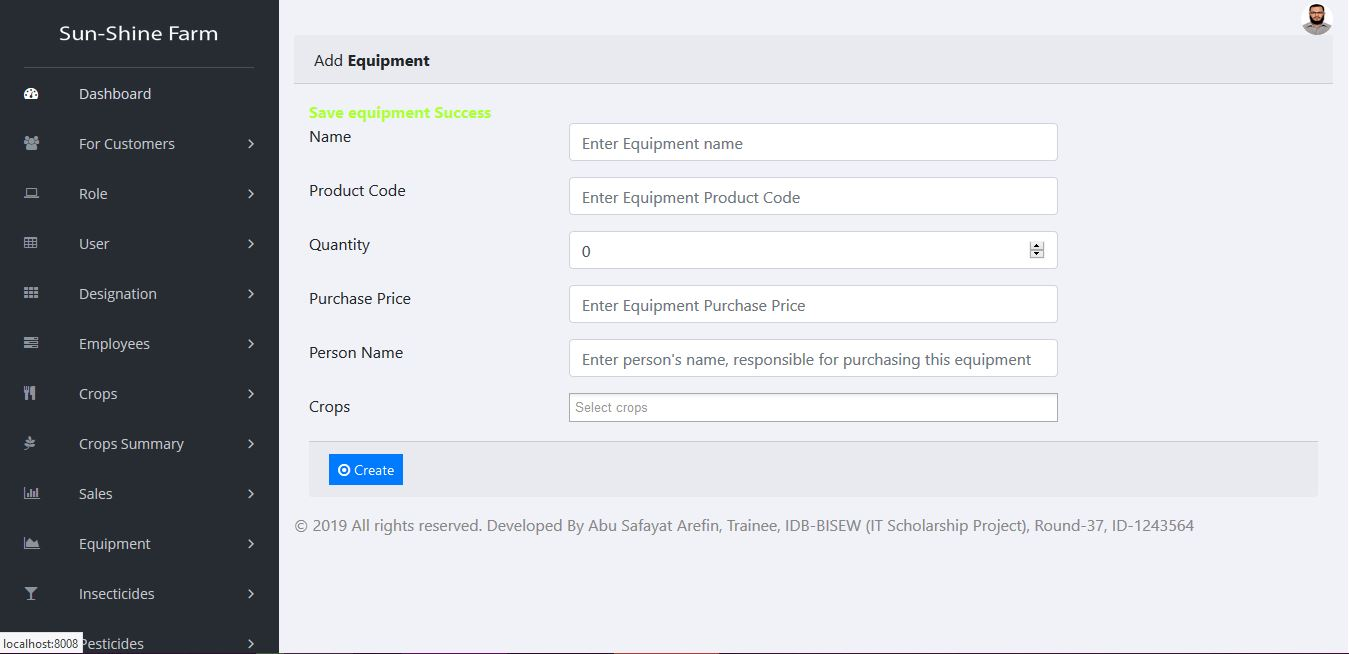 Sun-Shine Farm
Dashboard
For Customers
Role
User
Designation
Employees
Crops
Crops Summary
Sales
Equipment
Insecticides
Pesticides
localhost:8008
Add Equipment
Save equipment Success
Name
Enter Equipment name
Product Code
Enter Equipment Product Code
Quantity
0
Purchase Price
Enter Equipment Purchase Price
Person Name
Enter person's name, responsible for purchasing this equipment
Crops
Select crops
Create
© 2019 All rights reserved. Developed By Abu Safayat Arefin, Trainee, IDB-BISEW (IT Scholarship Project), Round-37, ID-1243564